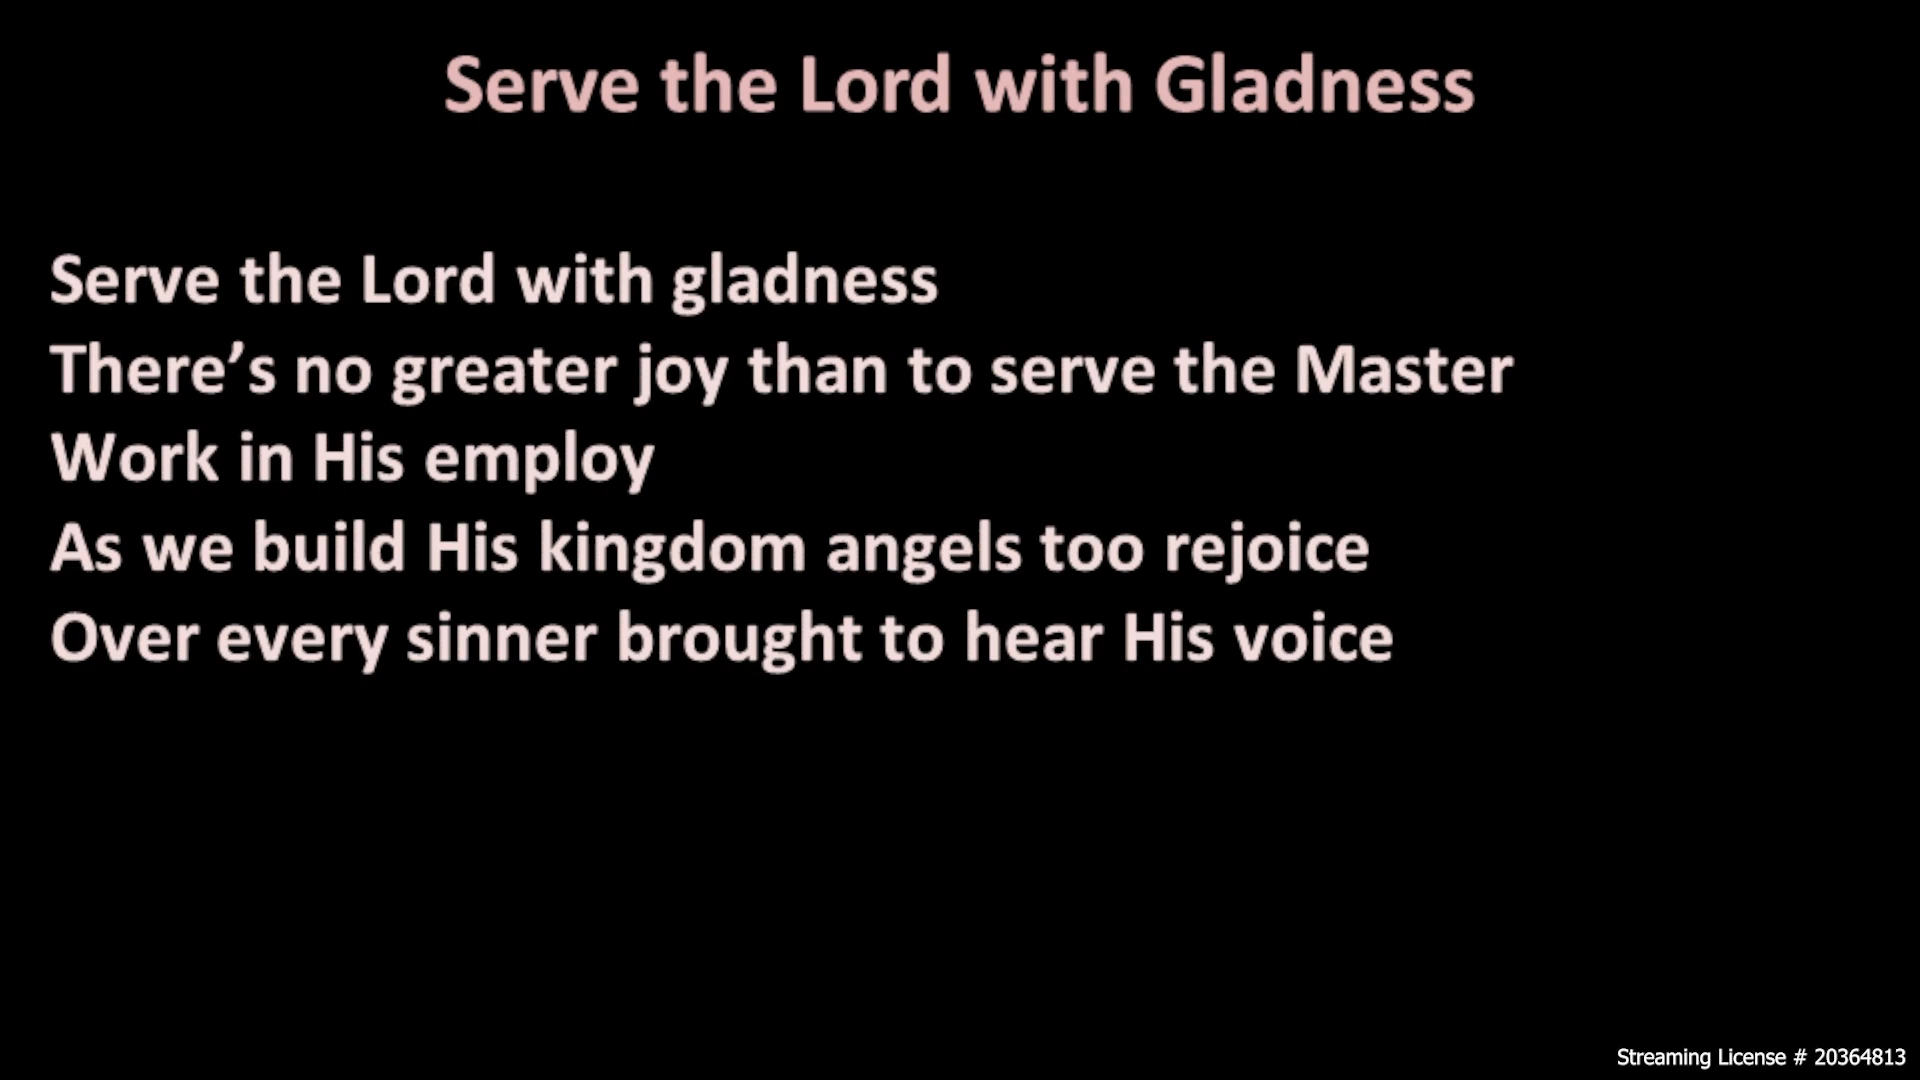 Serve the Lord with Gladness
Serve the Lord with gladness
There’s no greater joy than to serve the Master
Work in His employ
As we build His kingdom angels too rejoice
Over every sinner brought to hear His voice
Streaming License # 20364813